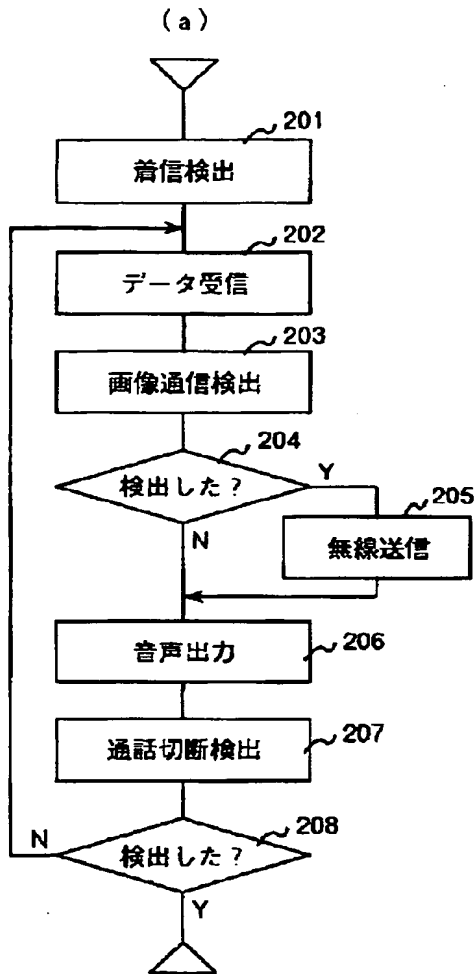 (a)
201
着信検出
202
データ受信
203
画像通信検出
204
検出した?
Y
205
無線送信
N
音声出力
206
通話切断検出
207
208
N
検出した?
Y